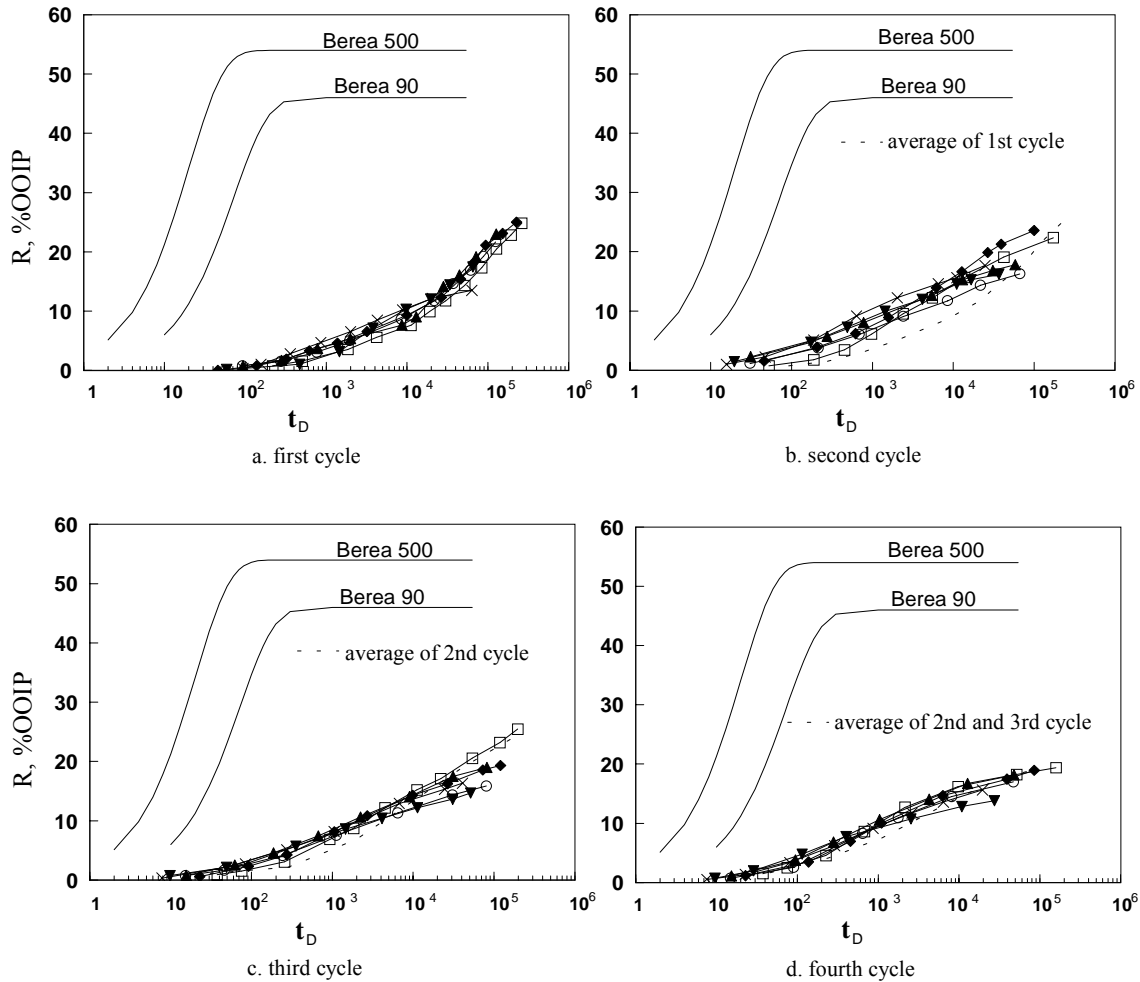 60
50
40
30
20
10
0
R, %OOIP
Berea 500
Berea 90
1 10 10² 10³ 10⁴ 10⁵ 10⁶
t_D
a. first cycle
60
50
40
30
20
10
0
Berea 500
Berea 90
average of 1st cycle
1 10 10² 10³ 10⁴ 10⁵ 10⁶
t_D
b. second cycle
60
50
40
30
20
10
0
R, %OOIP
Berea 500
Berea 90
average of 2nd cycle
1 10 10² 10³ 10⁴ 10⁵ 10⁶
t_D
c. third cycle
60
50
40
30
20
10
0
Berea 500
Berea 90
average of 2nd and 3rd cycle
1 10 10² 10³ 10⁴ 10⁵ 10⁶
t_D
d. fourth cycle